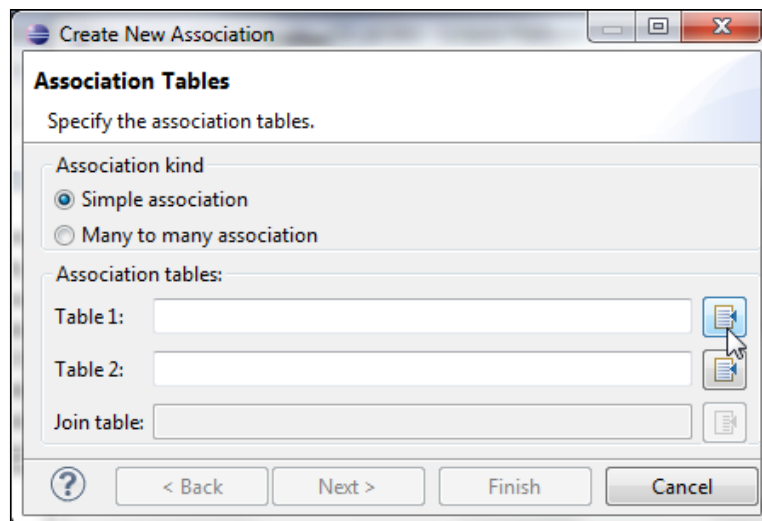 Create New Association
Association Tables
Specify the association tables.
Association kind
Simple association
Many to many association
Association tables:
Table 1:
Table 2:
Join table:
? < Back Next > Finish Cancel